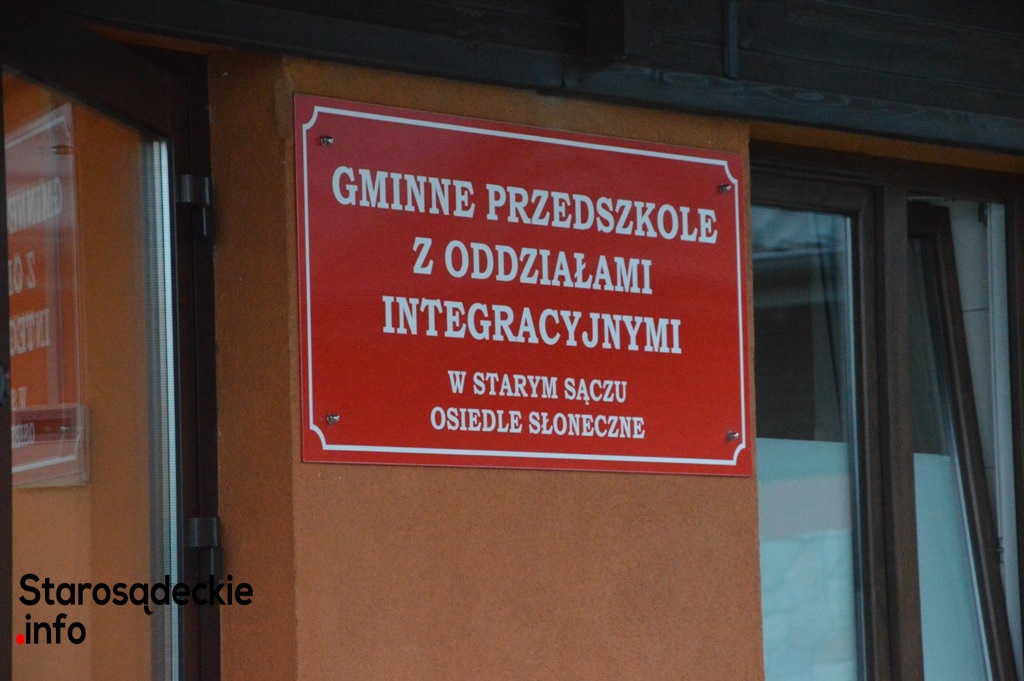 GMINNE PRZEDSZKOLE
Z ODDZIAŁAMI
INTEGRACYJNYMI
W STARYM SĄCZU
OSIEDLE SŁONECZNE
Starosądeckie
.info